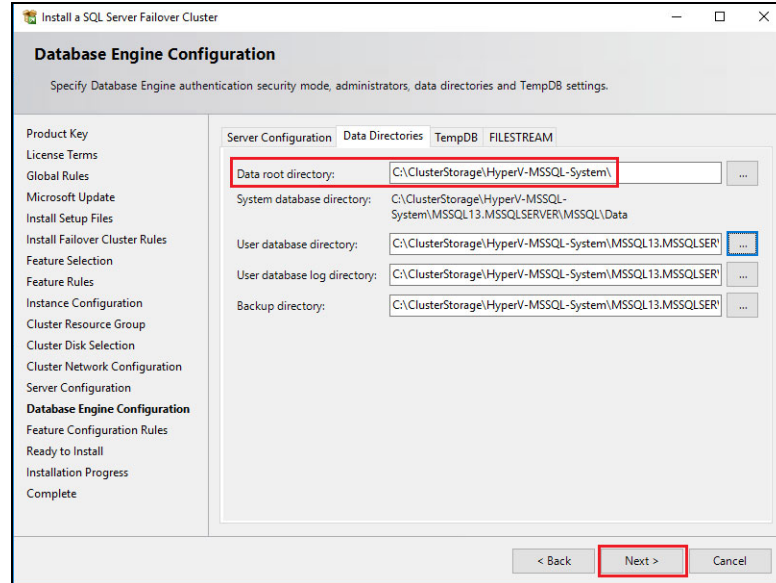 Install a SQL Server Failover Cluster
Database Engine Configuration
Specify Database Engine authentication security mode, administrators, data directories and TempDB settings.
Product Key
License Terms
Global Rules
Microsoft Update
Install Setup Files
Install Failover Cluster Rules
Feature Selection
Feature Rules
Instance Configuration
Cluster Resource Group
Cluster Disk Selection
Cluster Network Configuration
Server Configuration
Database Engine Configuration
Feature Configuration Rules
Ready to Install
Installation Progress
Complete
Server Configuration Data Directories TempDB FILESTREAM
Data root directory: C:\ClusterStorage\HyperV-MSSQL-System\ ...
System database directory: C:\ClusterStorage\HyperV-MSSQL-
System\MSSQL13.MSSQLSERVER\MSSQL\Data
User database directory: C:\ClusterStorage\HyperV-MSSQL-System\MSSQL13.MSSQLSER ...
User database log directory: C:\ClusterStorage\HyperV-MSSQL-System\MSSQL13.MSSQLSER ...
Backup directory: C:\ClusterStorage\HyperV-MSSQL-System\MSSQL13.MSSQLSER ...
< Back Next > Cancel